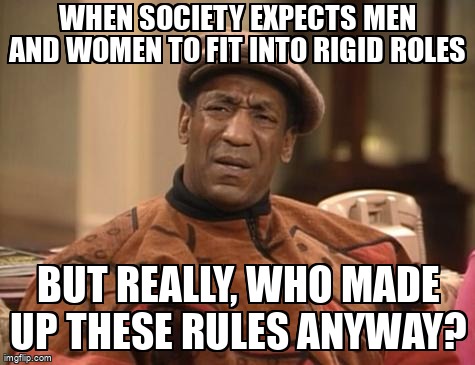 WHEN SOCIETY EXPECTS MEN
AND WOMEN TO FIT INTO RIGID ROLES
BUT REALLY, WHO MADE
UP THESE RULES ANYWAY?
imgflip.com